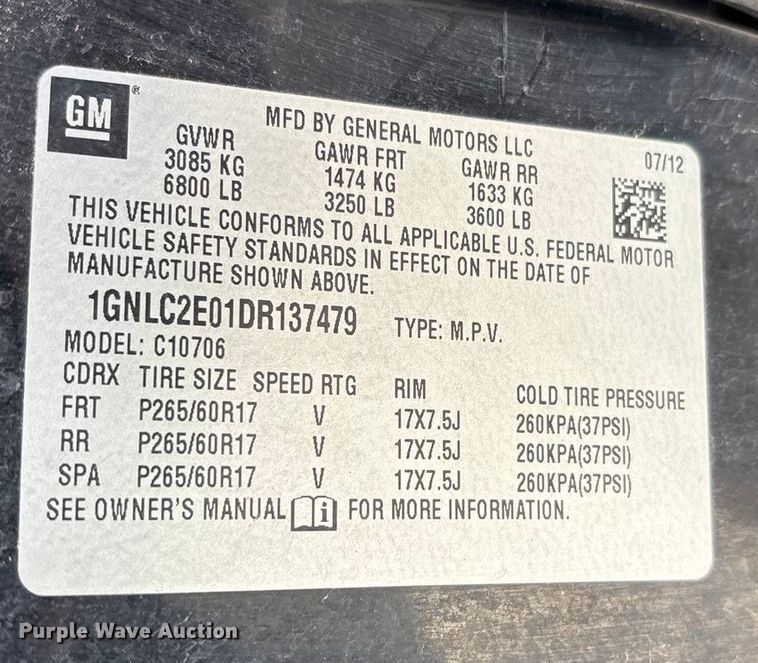 GM ®
MFD BY GENERAL MOTORS LLC 07/12
GVWR GAWR FRT GAWR RR
3085 KG 1474 KG 1633 KG
6800 LB 3250 LB 3600 LB
THIS VEHICLE CONFORMS TO ALL APPLICABLE U.S. FEDERAL MOTOR
VEHICLE SAFETY STANDARDS IN EFFECT ON THE DATE OF
MANUFACTURE SHOWN ABOVE.
1GNLC2E01DR137479 TYPE: M.P.V.
MODEL: C10706
CDRX TIRE SIZE SPEED RTG RIM COLD TIRE PRESSURE
FRT P265/60R17 V 17X7.5J 260KPA(37PSI)
RR P265/60R17 V 17X7.5J 260KPA(37PSI)
SPA P265/60R17 V 17X7.5J 260KPA(37PSI)
SEE OWNER'S MANUAL i FOR MORE INFORMATION.
Purple Wave Auction